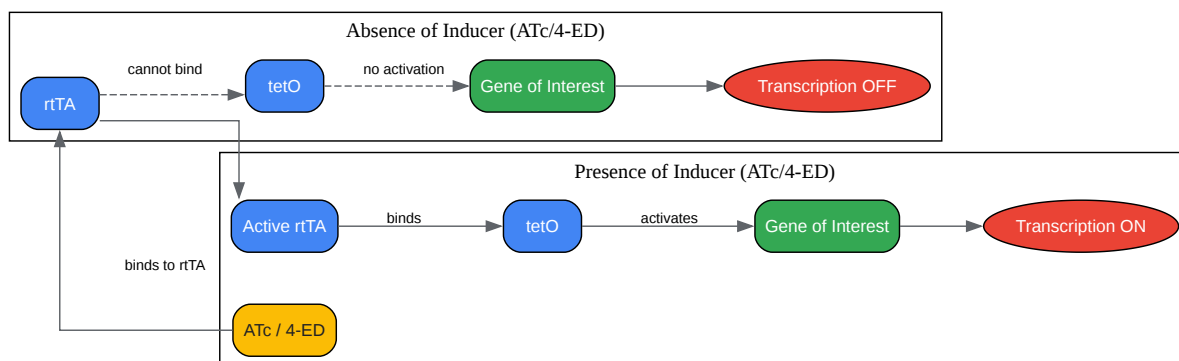 Absence of Inducer (ATc/4-ED)
rtTA
cannot bind
tetO
no activation
Gene of Interest
Transcription OFF
Presence of Inducer (ATc/4-ED)
Active rtTA
binds
tetO
activates
Gene of Interest
Transcription ON
binds to rtTA
ATc / 4-ED